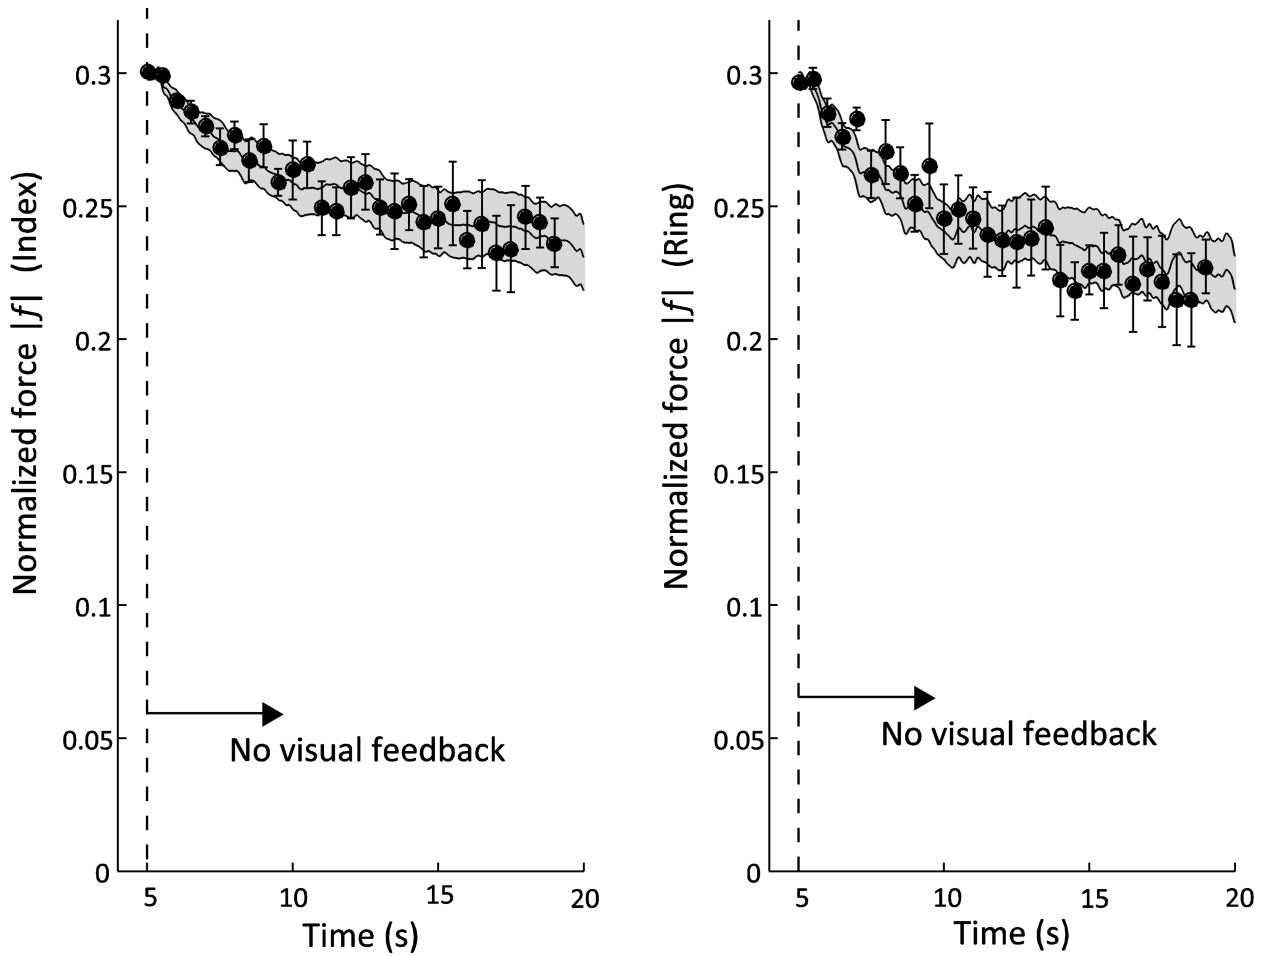 Normalized force |f| (Index)
0.3
0.25
0.2
0.15
0.1
0.05
0
No visual feedback
5 10 15 20
Time (s)
Normalized force |f| (Ring)
0.3
0.25
0.2
0.15
0.1
0.05
0
No visual feedback
5 10 15 20
Time (s)